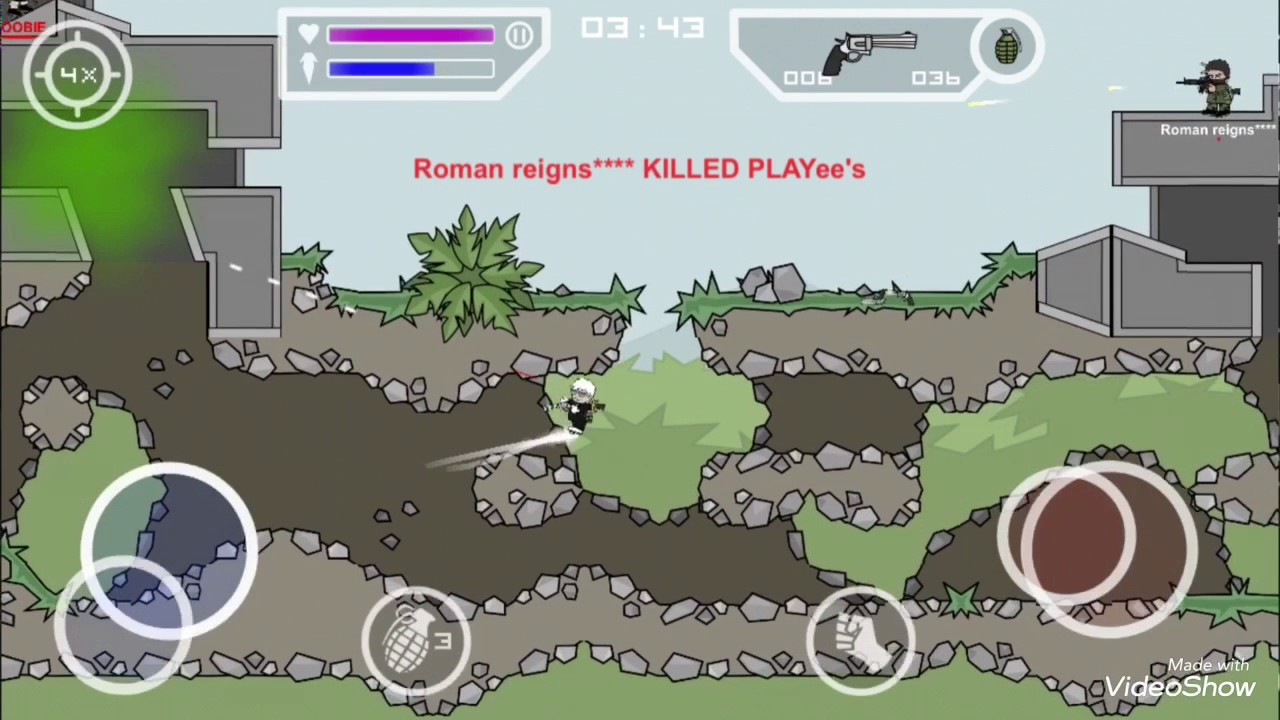 OOBIE
4X
03:43
006
036
Roman reigns****
Roman reigns**** KILLED PLAYee's
3
Made with
VideoShow